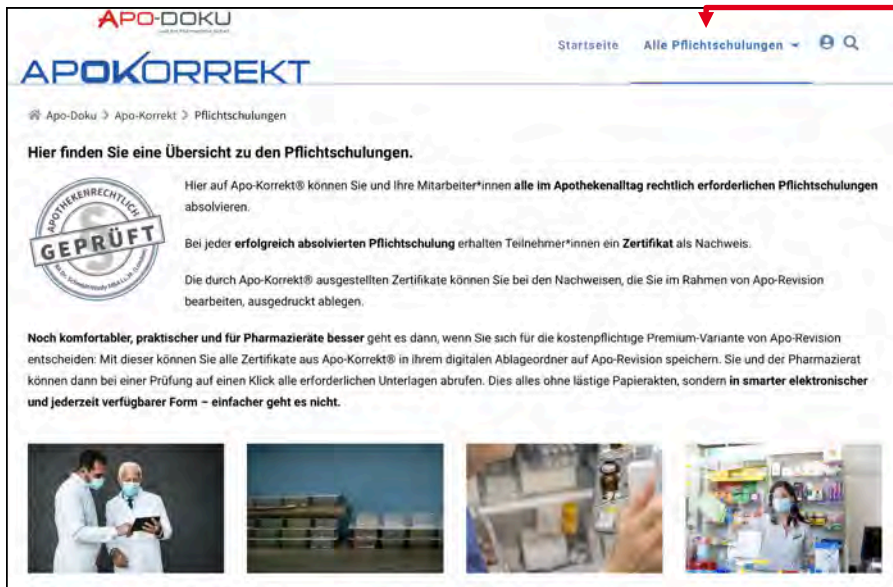 APO-DOKU
Startseite
Alle Pflichtschulungen
APOKORREKT
Apo-Doku > Apo-Korrekt > Pflichtschulungen
Hier finden Sie eine Übersicht zu den Pflichtschulungen.
APOTHEKENRECHTLICH
GEPRÜFT
Hier auf Apo-Korrekt® können Sie und Ihre Mitarbeiter*innen alle im Apothekenalltag rechtlich erforderlichen Pflichtschulungen
absolvieren.
Bei jeder erfolgreich absolvierten Pflichtschulung erhalten Teilnehmer*innen ein Zertifikat als Nachweis.
Die durch Apo-Korrekt® ausgestellten Zertifikate können Sie bei den Nachweisen, die Sie im Rahmen von Apo-Revision
bearbeiten, ausgedruckt ablegen.
Noch komfortabler, praktischer und für Pharmazieräte besser geht es dann, wenn Sie sich für die kostenpflichtige Premium-Variante von Apo-Revision
entscheiden: Mit dieser können Sie alle Zertifikate aus Apo-Korrekt® in Ihrem digitalen Ablageordner auf Apo-Revision speichern. Sie und der Pharmazierat
können dann bei einer Prüfung auf einen Klick alle erforderlichen Unterlagen abrufen. Dies alles ohne lästige Papierakten, sondern in smarter elektronischer
und jederzeit verfügbarer Form – einfacher geht es nicht.